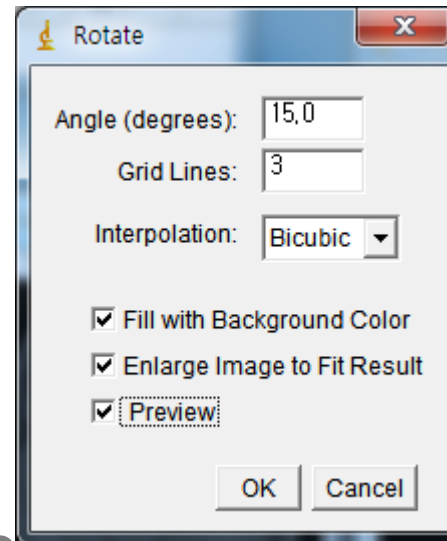 Rotate
Angle (degrees): 15,0
Grid Lines: 3
Interpolation: Bicubic
Fill with Background Color
Enlarge Image to Fit Result
Preview
OK Cancel